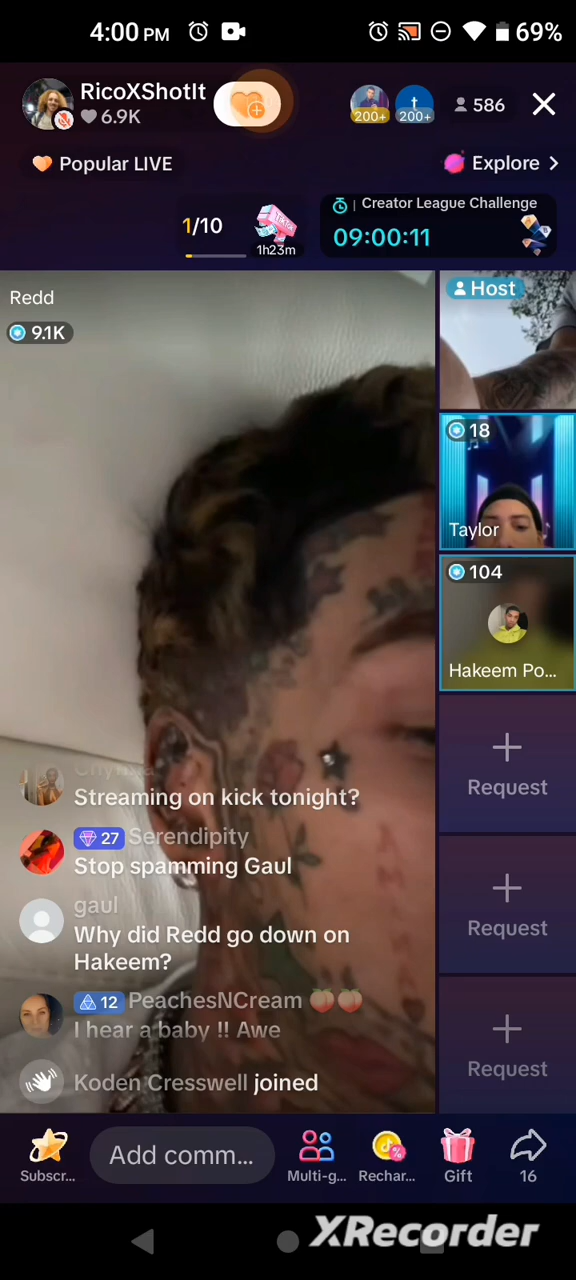 4:00 PM
69%
RicoXShotIt
6.9K
200+
t
200+
586
Popular LIVE
Explore >
1/10
TikTok
1h23m
Creator League Challenge
09:00:11
Redd
9.1K
Host
18
Taylor
104
Hakeem Po...
Request
Request
Request
Streaming on kick tonight?
27 Serendipity
Stop spamming Gaul
gaul
Why did Redd go down on
Hakeem?
12 PeachesNCream 🍑🍑
I hear a baby !! Awe
Koden Cresswell joined
Subscr...
Add comm...
Multi-g...
Rechar...
Gift
16
XRecorder